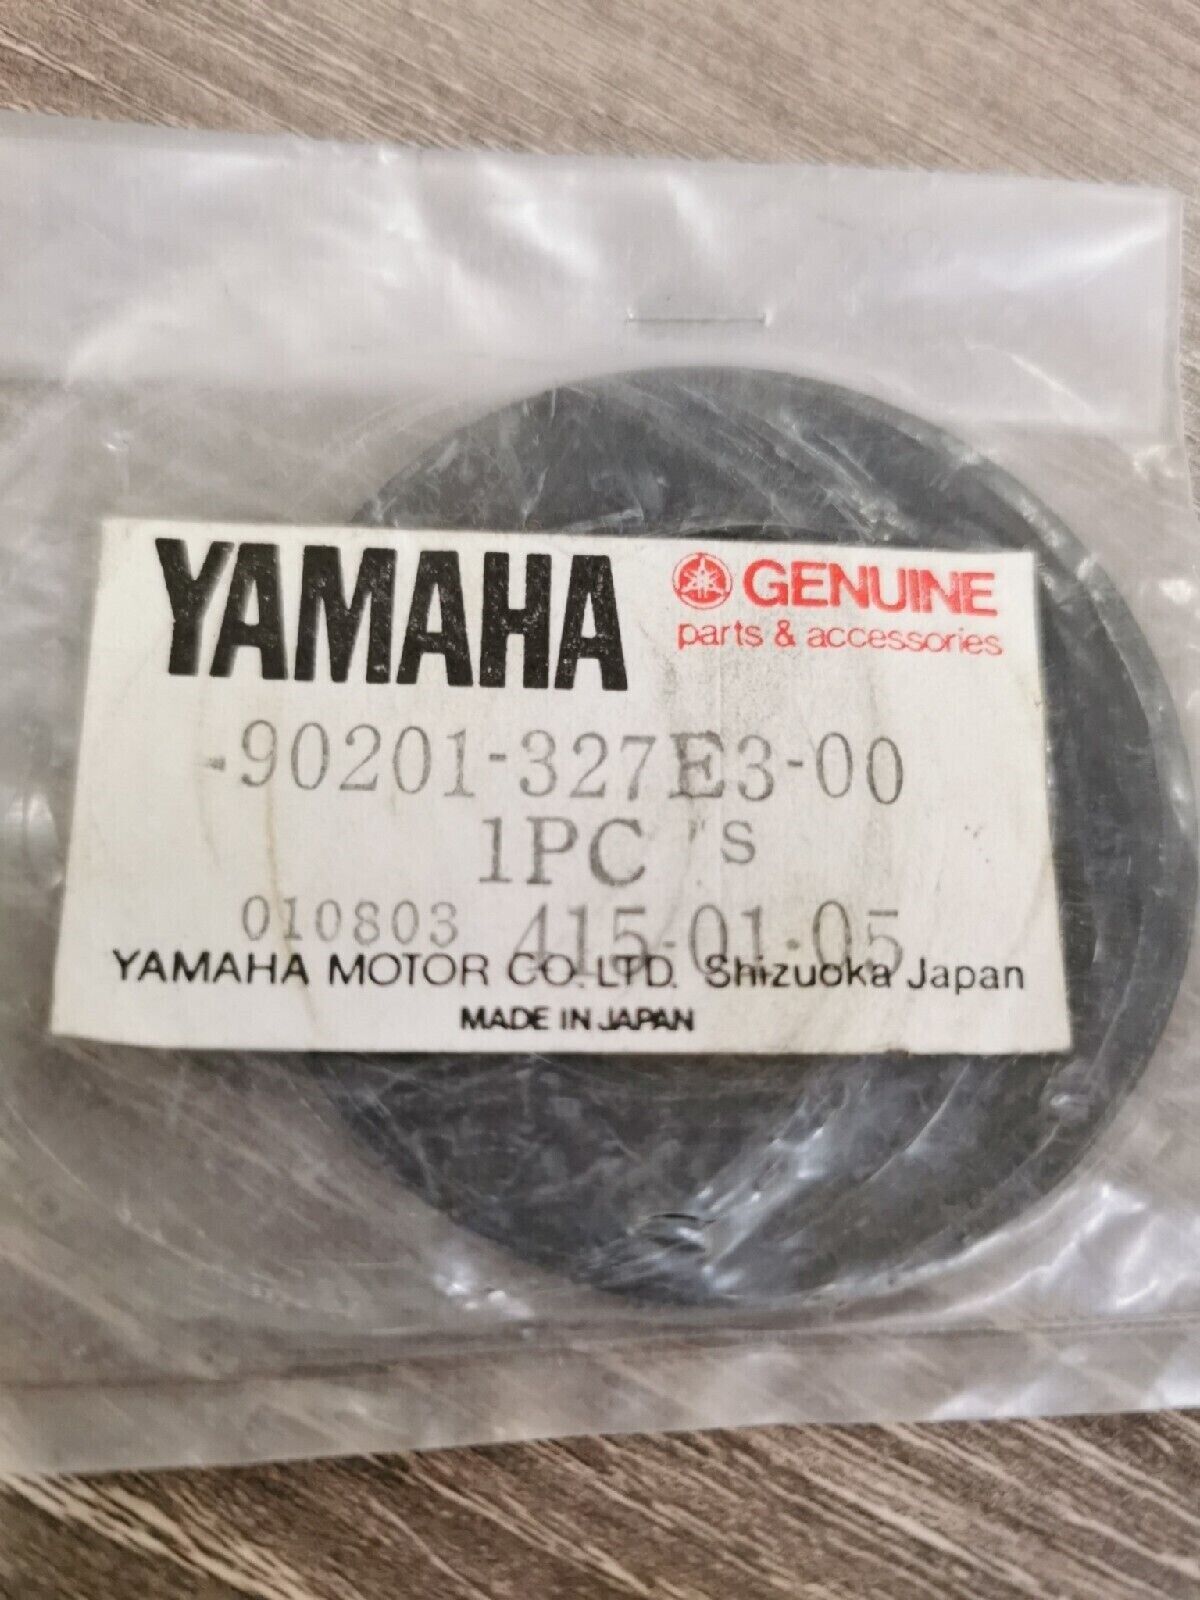 YAMAHA GENUINE
parts & accessories
-90201-327E3-00
1PC 'S
010803 415-01-05
YAMAHA MOTOR CO. LTD. Shizuoka Japan
MADE IN JAPAN